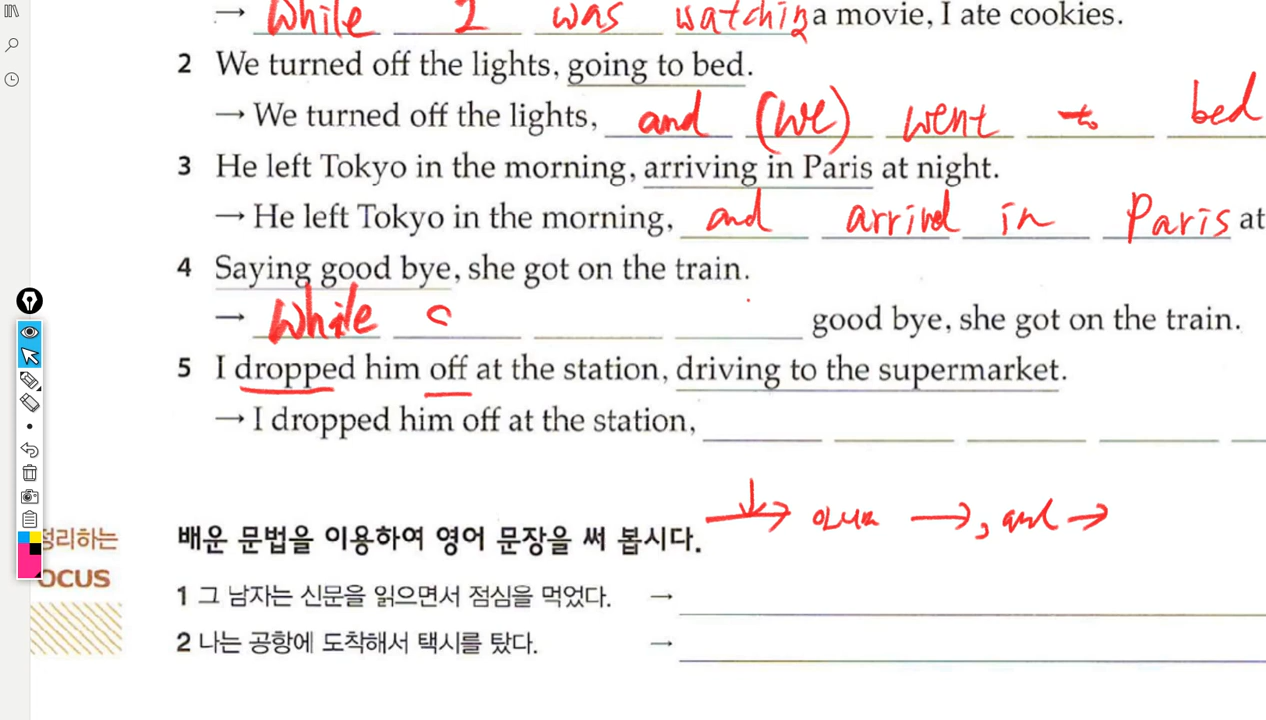 → While I was watching a movie, I ate cookies.
2 We turned off the lights, going to bed.
→ We turned off the lights, and (we) went to bed
3 He left Tokyo in the morning, arriving in Paris at night.
→ He left Tokyo in the morning, and arrived in Paris at
4 Saying good bye, she got on the train.
→ While good bye, she got on the train.
5 I dropped him off at the station, driving to the supermarket.
→ I dropped him off at the station,
→ →, and →
정리하는
OCUS
배운 문법을 이용하여 영어 문장을 써 봅시다.
1 그 남자는 신문을 읽으면서 점심을 먹었다. →
2 나는 공항에 도착해서 택시를 탔다. →